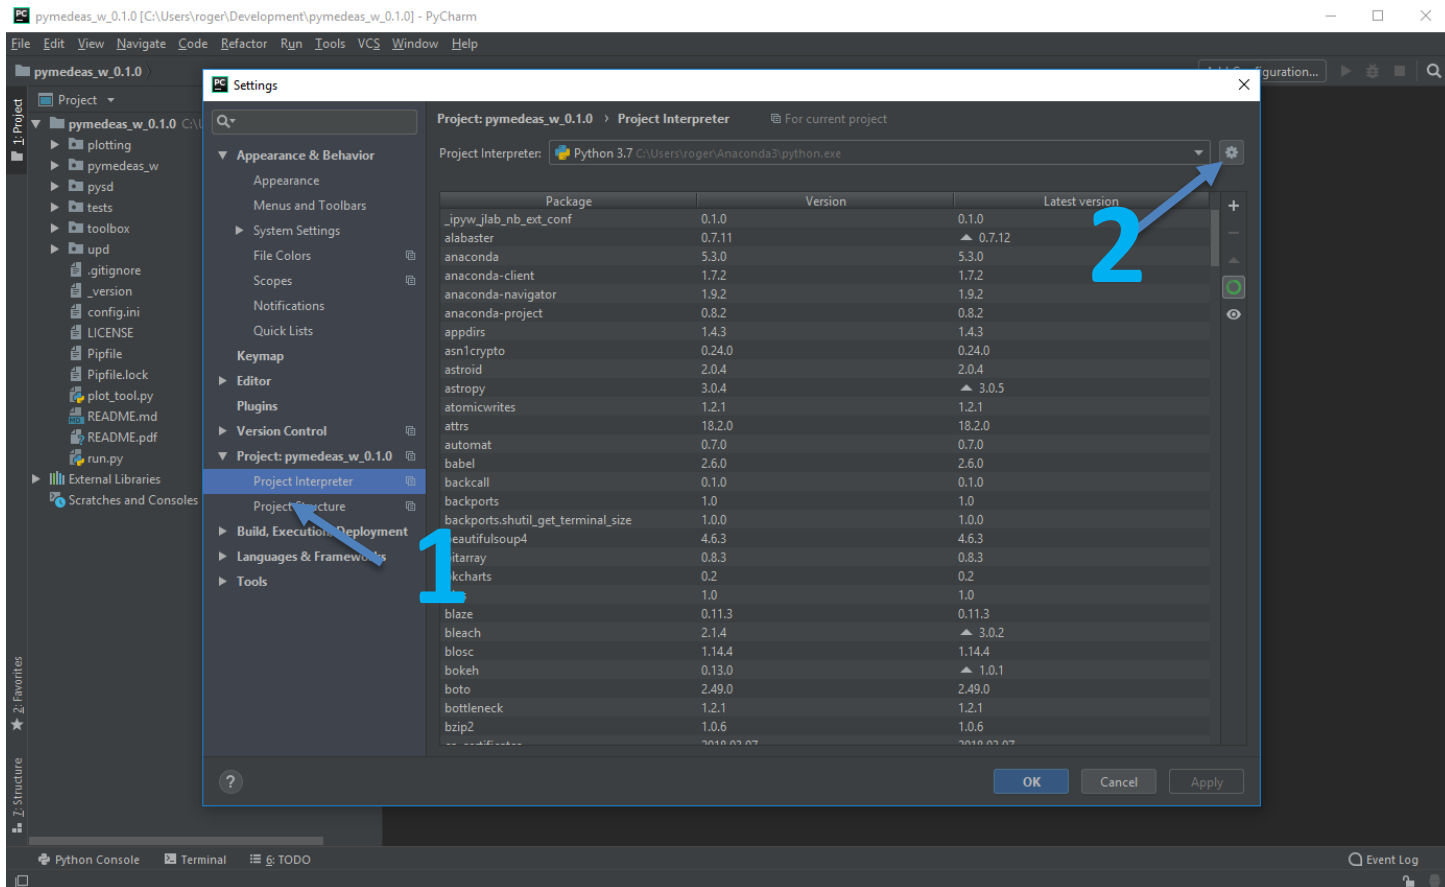 PC pymedeas_w_0.1.0 [C:\Users\roger\Development\pymedeas_w_0.1.0] - PyCharm
File Edit View Navigate Code Refactor Run Tools VCS Window Help
pymedeas_w_0.1.0
guration...
1: Project
Project
pymedeas_w_0.1.0
plotting
pymedeas_w
pysd
tests
toolbox
upd
.gitignore
_version
config.ini
LICENSE
Pipfile
Pipfile.lock
plot_tool.py
README.md
README.pdf
run.py
External Libraries
Scratches and Consoles
2: Favorites
7: Structure
PC Settings
Appearance & Behavior
Appearance
Menus and Toolbars
System Settings
File Colors
Scopes
Notifications
Quick Lists
Keymap
Editor
Plugins
Version Control
Project: pymedeas_w_0.1.0
Project Interpreter
Project Structure
Build, Execution, Deployment
Languages & Frameworks
Tools
1
Project: pymedeas_w_0.1.0 › Project Interpreter For current project
Project Interpreter: Python 3.7 C:\Users\roger\Anaconda3\python.exe
2
Package Version Latest version
_ipyw_jlab_nb_ext_conf 0.1.0 0.1.0
alabaster 0.7.11 0.7.12
anaconda 5.3.0 5.3.0
anaconda-client 1.7.2 1.7.2
anaconda-navigator 1.9.2 1.9.2
anaconda-project 0.8.2 0.8.2
appdirs 1.4.3 1.4.3
asn1crypto 0.24.0 0.24.0
astroid 2.0.4 2.0.4
astropy 3.0.4 3.0.5
atomicwrites 1.2.1 1.2.1
attrs 18.2.0 18.2.0
automat 0.7.0 0.7.0
babel 2.6.0 2.6.0
backcall 0.1.0 0.1.0
backports 1.0 1.0
backports.shutil_get_terminal_size 1.0.0 1.0.0
beautifulsoup4 4.6.3 4.6.3
bitarray 0.8.3 0.8.3
bkcharts 0.2 0.2
1.0 1.0
blaze 0.11.3 0.11.3
bleach 2.1.4 3.0.2
blosc 1.14.4 1.14.4
bokeh 0.13.0 1.0.1
boto 2.49.0 2.49.0
bottleneck 1.2.1 1.2.1
bzip2 1.0.6 1.0.6
? OK Cancel Apply
Python Console Terminal 6: TODO Event Log